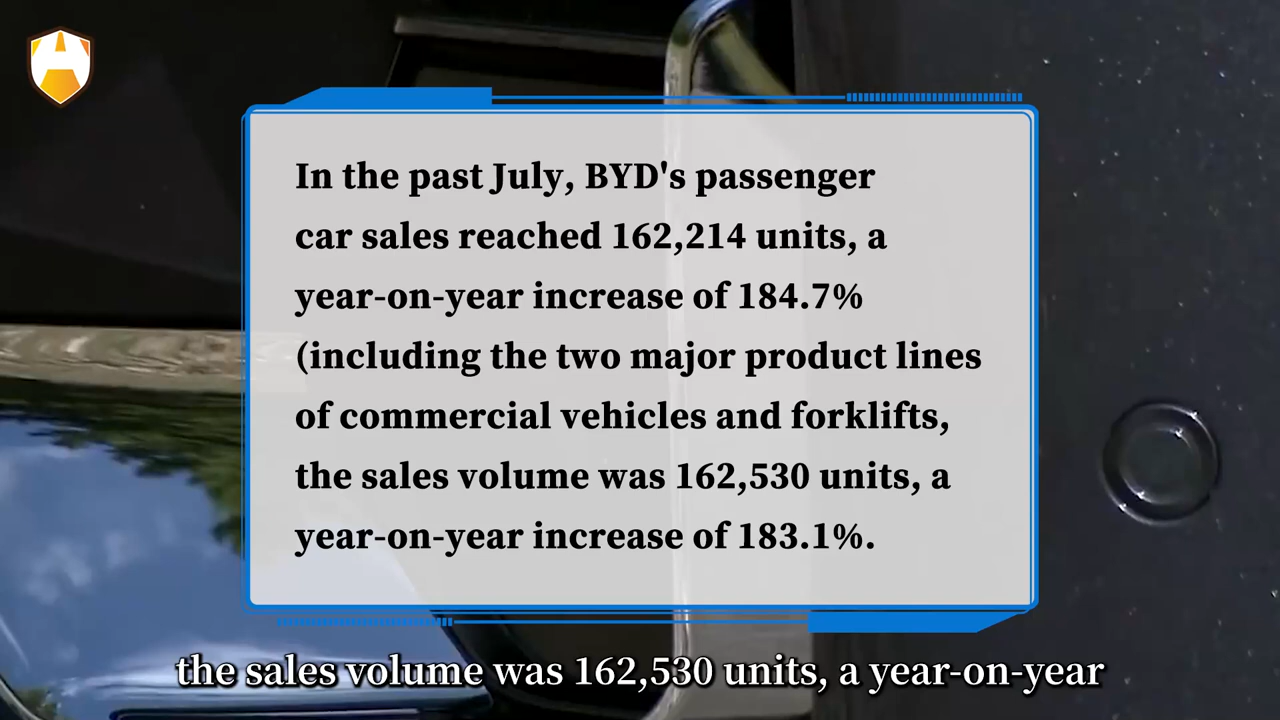 In the past July, BYD's passenger
car sales reached 162,214 units, a
year-on-year increase of 184.7%
(including the two major product lines
of commercial vehicles and forklifts,
the sales volume was 162,530 units, a
year-on-year increase of 183.1%.
the sales volume was 162,530 units, a year-on-year